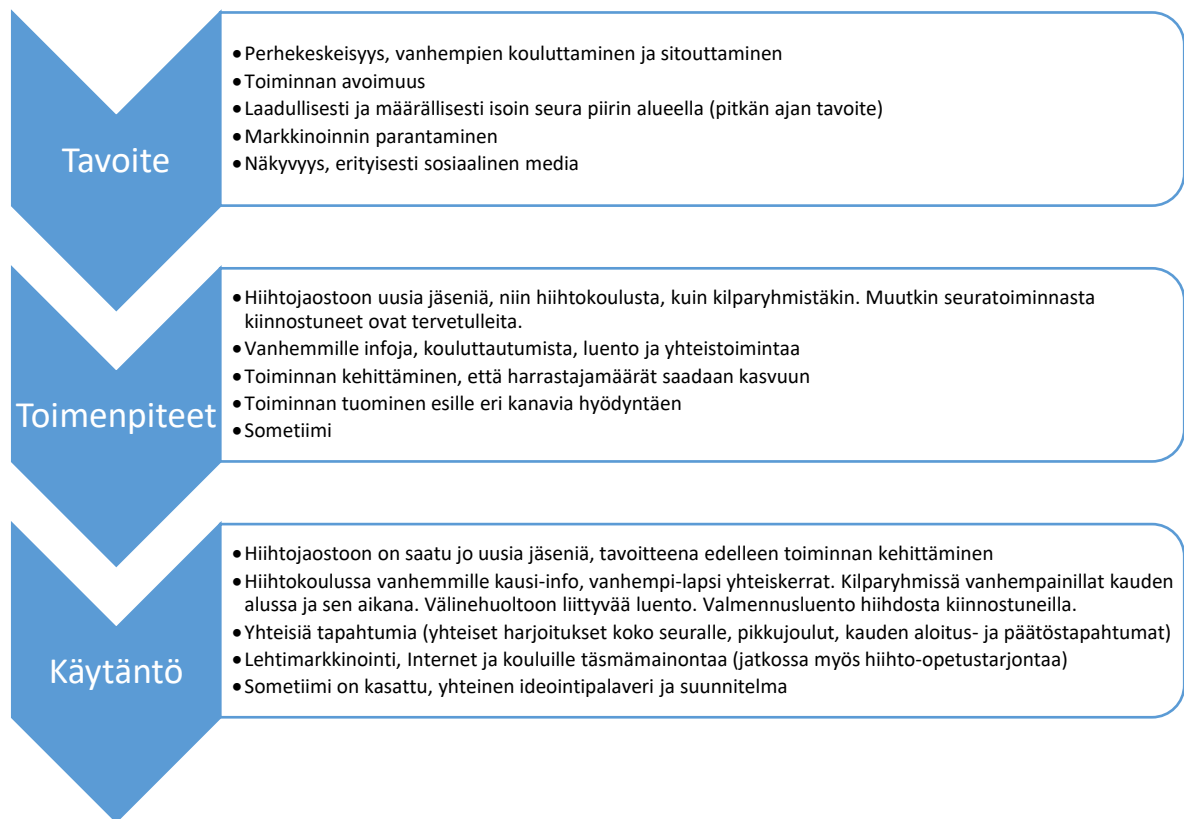 Tavoite
•Perhekeskeisyys, vanhempien kouluttaminen ja sitouttaminen
•Toiminnan avoimuus
•Laadullisesti ja määrällisesti isoin seura piirin alueella (pitkän ajan tavoite)
•Markkinoinnin parantaminen
•Näkyvyys, erityisesti sosiaalinen media
Toimenpiteet
•Hiihtojaostoon uusia jäseniä, niin hiihtokoulusta, kuin kilparyhmistäkin. Muutkin seuratoiminnasta
kiinnostuneet ovat tervetulleita.
•Vanhemmille infoja, kouluttautumista, luento ja yhteistoimintaa
•Toiminnan kehittäminen, että harrastajamäärät saadaan kasvuun
•Toiminnan tuominen esille eri kanavia hyödyntäen
•Sometiimi
Käytäntö
•Hiihtojaostoon on saatu jo uusia jäseniä, tavoitteena edelleen toiminnan kehittäminen
•Hiihtokoulussa vanhemmille kausi-info, vanhempi-lapsi yhteiskerrat. Kilparyhmissä vanhempainillat kauden
alussa ja sen aikana. Välinehuoltoon liittyvää luento. Valmennusluento hiihdosta kiinnostuneilla.
•Yhteisiä tapahtumia (yhteiset harjoitukset koko seuralle, pikkujoulut, kauden aloitus- ja päätöstapahtumat)
•Lehtimarkkinointi, Internet ja kouluille täsmämainontaa (jatkossa myös hiihto-opetustarjontaa)
•Sometiimi on kasattu, yhteinen ideointipalaveri ja suunnitelma